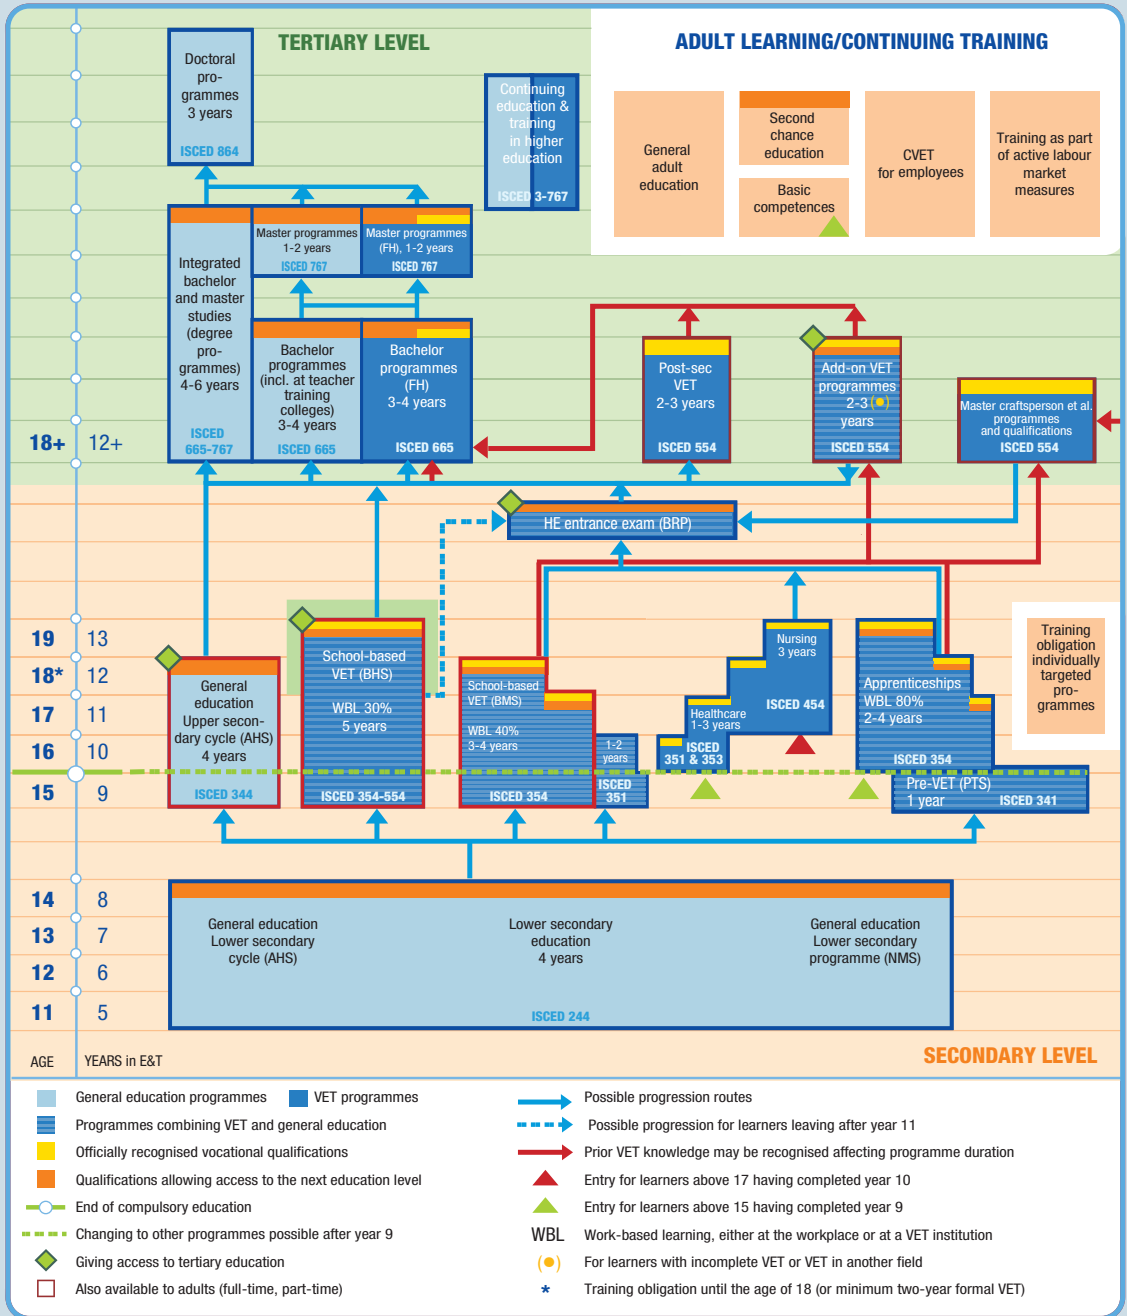 TERTIARY LEVEL
ADULT LEARNING/CONTINUING TRAINING
Doctoral
pro-
grammes
3 years
ISCED 864
Continuing
education &
training
in higher
education
ISCED 3-767
General
adult
education
Second
chance
education
Basic
competences
CVET
for employees
Training as part
of active labour
market
measures
Integrated
bachelor
and master
studies
(degree
pro-
grammes)
4-6 years
ISCED
665-767
Master programmes
1-2 years
ISCED 767
Master programmes
(FH), 1-2 years
ISCED 767
Bachelor
programmes
(incl. at teacher
training
colleges)
3-4 years
ISCED 665
Bachelor
programmes
(FH)
3-4 years
ISCED 665
Post-sec
VET
2-3 years
ISCED 554
Add-on VET
programmes
2-3 (●)
years
ISCED 554
Master craftsperson et al.
programmes
and qualifications
ISCED 554
18+ 12+
HE entrance exam (BRP)
19 13
18* 12
17 11
16 10
15 9
General
education
Upper secon-
dary cycle (AHS)
4 years
ISCED 344
School-based
VET (BHS)
WBL 30%
5 years
ISCED 354-554
School-based
VET (BMS)
WBL 40%
3-4 years
ISCED 354
1-2
years
ISCED
351
Healthcare
1-3 years
ISCED
351 & 353
Nursing
3 years
ISCED 454
Apprenticeships
WBL 80%
2-4 years
ISCED 354
Pre-VET (PTS)
1 year
ISCED 341
Training
obligation
individually
targeted
pro-
grammes
14 8
13 7
12 6
11 5
General education
Lower secondary
cycle (AHS)
Lower secondary
education
4 years
General education
Lower secondary
programme (NMS)
ISCED 244
AGE YEARS in E&T
SECONDARY LEVEL
General education programmes
VET programmes
Programmes combining VET and general education
Officially recognised vocational qualifications
Qualifications allowing access to the next education level
End of compulsory education
Changing to other programmes possible after year 9
Giving access to tertiary education
Also available to adults (full-time, part-time)
Possible progression routes
Possible progression for learners leaving after year 11
Prior VET knowledge may be recognised affecting programme duration
Entry for learners above 17 having completed year 10
Entry for learners above 15 having completed year 9
WBL Work-based learning, either at the workplace or at a VET institution
(●) For learners with incomplete VET or VET in another field
* Training obligation until the age of 18 (or minimum two-year formal VET)